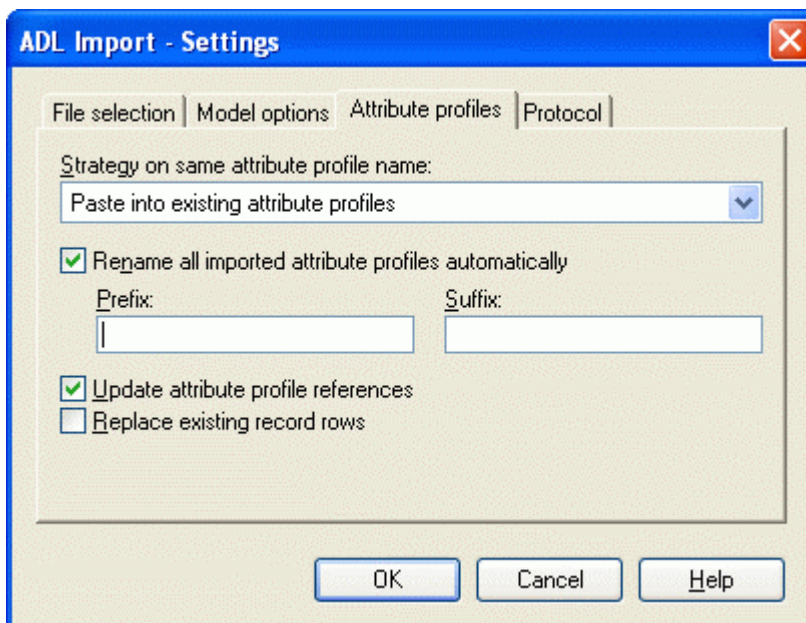 ADL Import - Settings
File selection Model options Attribute profiles Protocol
Strategy on same attribute profile name:
Paste into existing attribute profiles
Rename all imported attribute profiles automatically
Prefix: Suffix:
Update attribute profile references
Replace existing record rows
OK Cancel Help